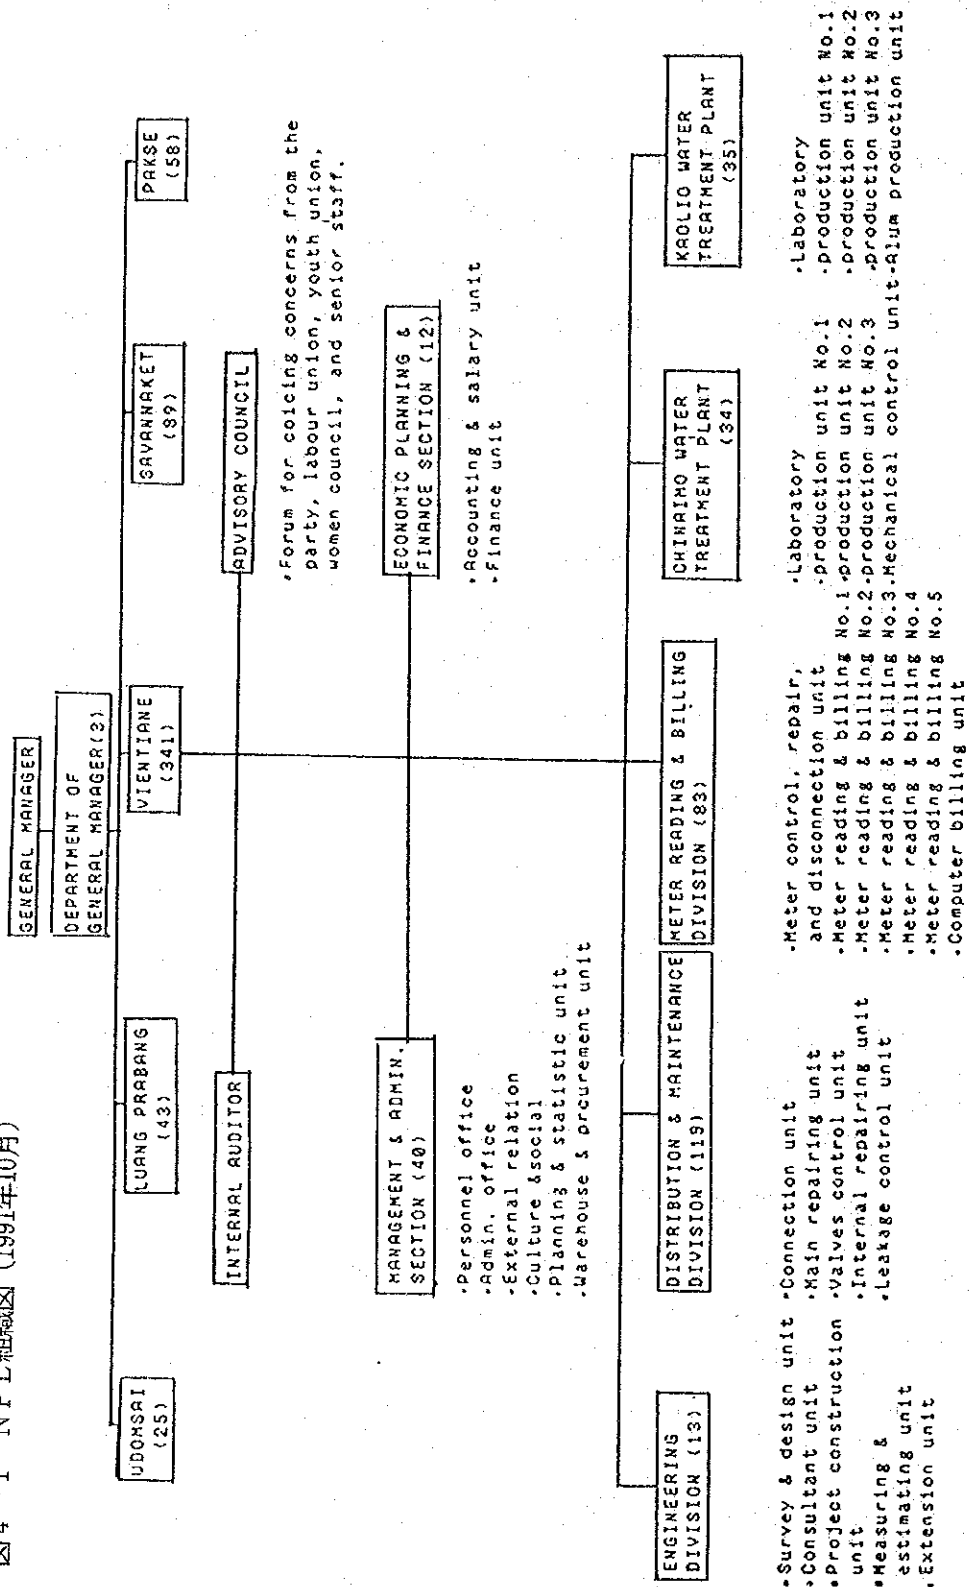 図4 - 1 NPL組織図 (1991年10月)
GENERAL MANAGER
DEPARTMENT OF
GENERAL MANAGER(3)
UDOMSAI
(25)
LUANG PRABANG
(43)
VIENTIANE
(341)
SAVANNAKET
(89)
PAKSE
(58)
INTERNAL AUDITOR
ADVISORY COUNCIL
•Forum for coicing concerns from the
party, labour union, youth union,
women council, and senior staff.
MANAGEMENT & ADMIN.
SECTION (40)
•Personnel office
•Admin. office
•External relation
•Culture &social
•Planning & statistic unit
•Warehouse & prcurement unit
ECONOMIC PLANNING &
FINANCE SECTION (12)
•Accounting & salary unit
•Finance unit
ENGINEERING
DIVISION (13)
•Survey & design unit
•Consultant unit
•Project construction
unit
•Measuring &
estimating unit
•Extension unit
DISTRIBUTION & MAINTENANCE
DIVISION (119)
•Connection unit
•Main repairing unit
•Valves control unit
•Internal repairing unit
•Leakage control unit
METER READING & BILLING
DIVISION (83)
•Meter control, repair,
and disconnection unit
•Meter reading & billing No.1
•Meter reading & billing No.2
•Meter reading & billing No.3
•Meter reading & billing No.4
•Meter reading & billing No.5
•Computer billing unit
CHINAIMO WATER
TREATMENT PLANT
(34)
•Laboratory
•production unit No.1
•production unit No.2
•production unit No.3
•Mechanical control unit
KAOLIO WATER
TREATMENT PLANT
(35)
•Laboratory
•production unit No.1
•production unit No.2
•production unit No.3
•Alum production unit